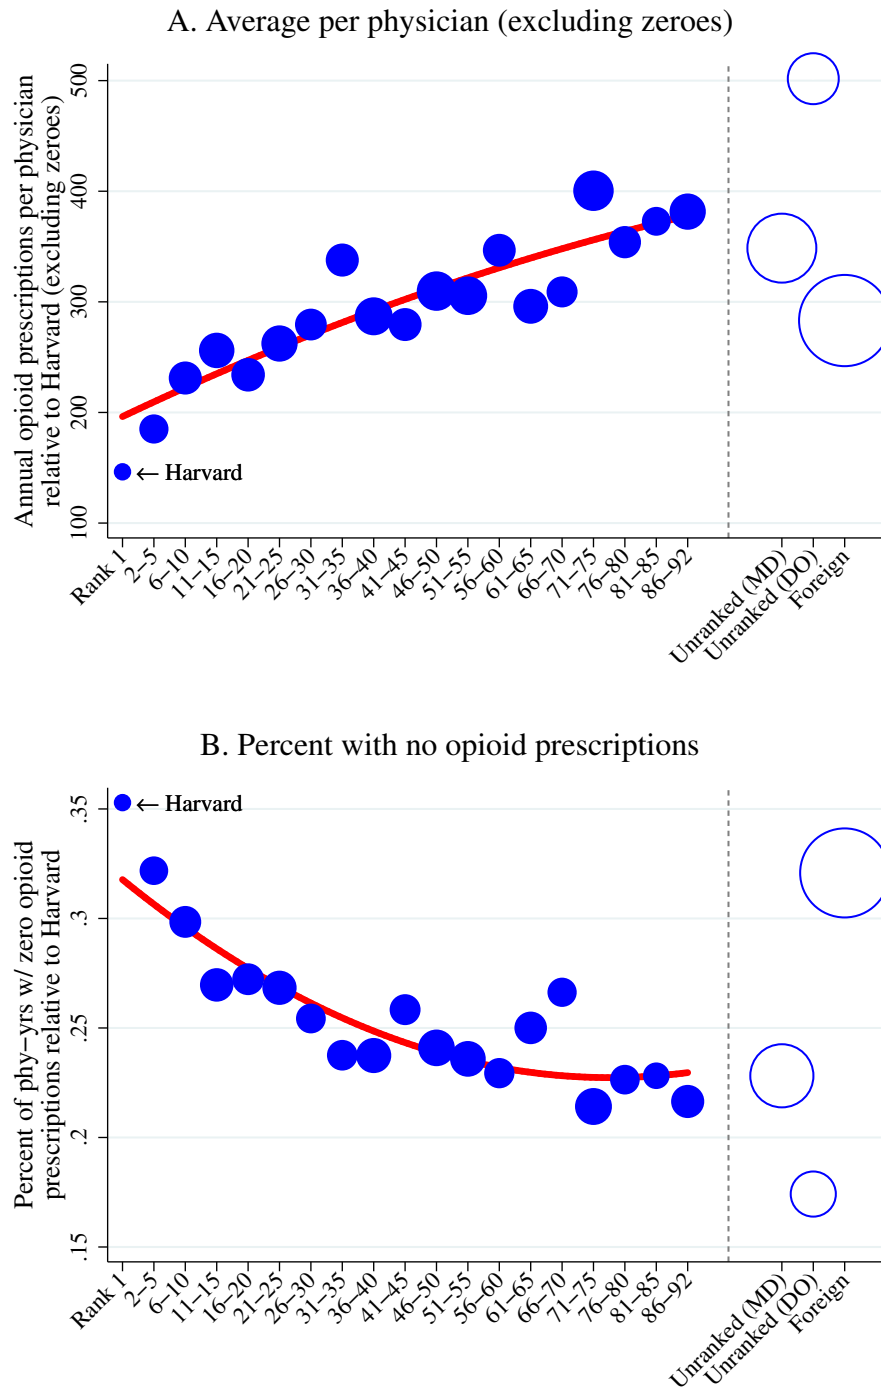 A. Average per physician (excluding zeroes)
Annual opioid prescriptions per physician
relative to Harvard (excluding zeroes)
500
400
300
200
100
← Harvard
Rank 1
2−5
6−10
11−15
16−20
21−25
26−30
31−35
36−40
41−45
46−50
51−55
56−60
61−65
66−70
71−75
76−80
81−85
86−92
Unranked (MD)
Unranked (DO)
Foreign
B. Percent with no opioid prescriptions
Percent of phy−yrs w/ zero opioid
prescriptions relative to Harvard
.35
.3
.25
.2
.15
← Harvard
Rank 1
2−5
6−10
11−15
16−20
21−25
26−30
31−35
36−40
41−45
46−50
51−55
56−60
61−65
66−70
71−75
76−80
81−85
86−92
Unranked (MD)
Unranked (DO)
Foreign